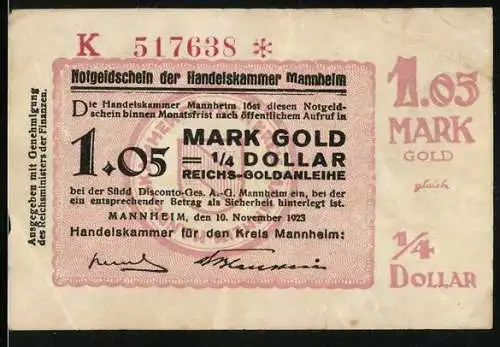 K 517638 *
Notgeldschein der Handelskammer Mannheim
Die Handelskammer Mannheim löst diesen Notgeld-
schein binnen Monatsfrist nach öffentlichem Aufruf in
1.05 MARK GOLD
= 1/4 DOLLAR
REICHS-GOLDANLEIHE
bei der Südd Disconto-Ges. A.-G. Mannheim ein, bei der
ein entsprechender Betrag als Sicherheit hinterlegt ist.
MANNHEIM, den 10. November 1923
Handelskammer für den Kreis Mannheim:
Ausgegeben mit Genehmigung
des Reichsministers der Finanzen.
1.05
MARK
GOLD
gleich
1/4
DOLLAR